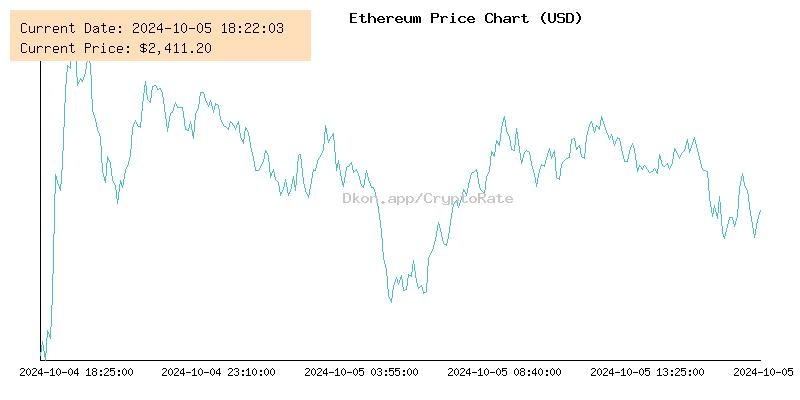 Ethereum Price Chart (USD)
Current Date: 2024-10-05 18:22:03
Current Price: $2,411.20
Dkon.app/CryptoRate
2024-10-04 18:25:00 2024-10-04 23:10:00 2024-10-05 03:55:00 2024-10-05 08:40:00 2024-10-05 13:25:00 2024-10-05